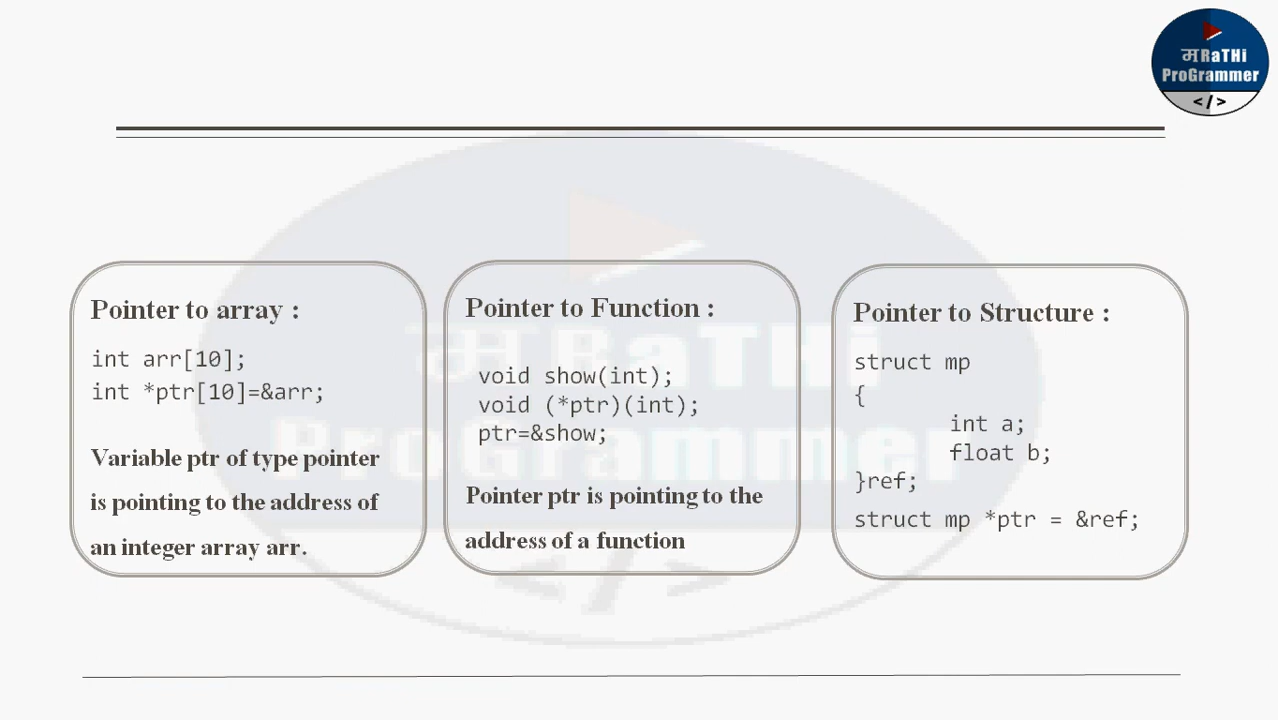 मRaTHi
ProGrammer
</>
Pointer to array :
int arr[10];
int *ptr[10]=&arr;
Variable ptr of type pointer
is pointing to the address of
an integer array arr.
Pointer to Function :
void show(int);
void (*ptr)(int);
ptr=&show;
Pointer ptr is pointing to the
address of a function
Pointer to Structure :
struct mp
{
int a;
float b;
}ref;
struct mp *ptr = &ref;
मRaTHi
ProGrammer
</>